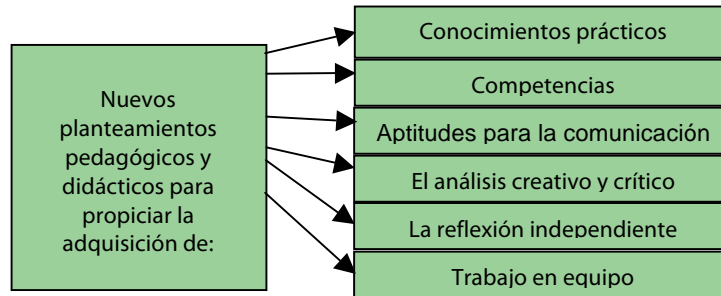 Nuevos
planteamientos
pedagógicos y
didácticos para
propiciar la
adquisición de:
Conocimientos prácticos
Competencias
Aptitudes para la comunicación
El análisis creativo y crítico
La reflexión independiente
Trabajo en equipo